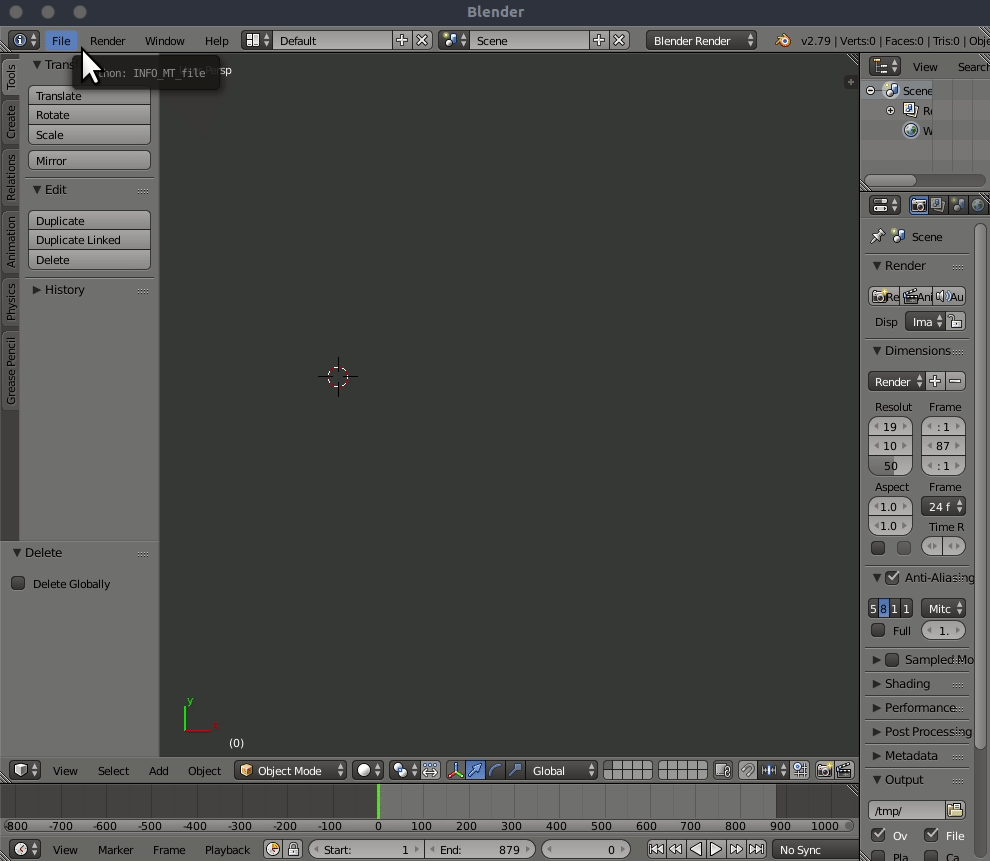 Blender
File Render Window Help Default Scene Blender Render v2.79 | Verts:0 | Faces:0 | Tris:0 | Obje
thon: INFO_MT_file
Persp
View Searc
Tools
Create
Relations
Animation
Physics
Grease Pencil
Trans
Translate
Rotate
Scale
Mirror
Edit
Duplicate
Duplicate Linked
Delete
History
Delete
Delete Globally
y
x
(0)
Scene
Re
W
Scene
Render
Re Ani Au
Disp Ima
Dimensions
Render
Resolut Frame
19 : 1
10 87
50 : 1
Aspect Frame
1.0 24 f
1.0 Time R
Anti-Aliasing
5 8 1 1 Mitc
Full 1.
Sampled Mo
Shading
Performance
Post Processing
Metadata
Output
/tmp/
Ov File
Pla Ca
View Select Add Object Object Mode Global
-800 -700 -600 -500 -400 -300 -200 -100 0 100 200 300 400 500 600 700 800 900 1000
View Marker Frame Playback Start: 1 End: 879 0 No Sync